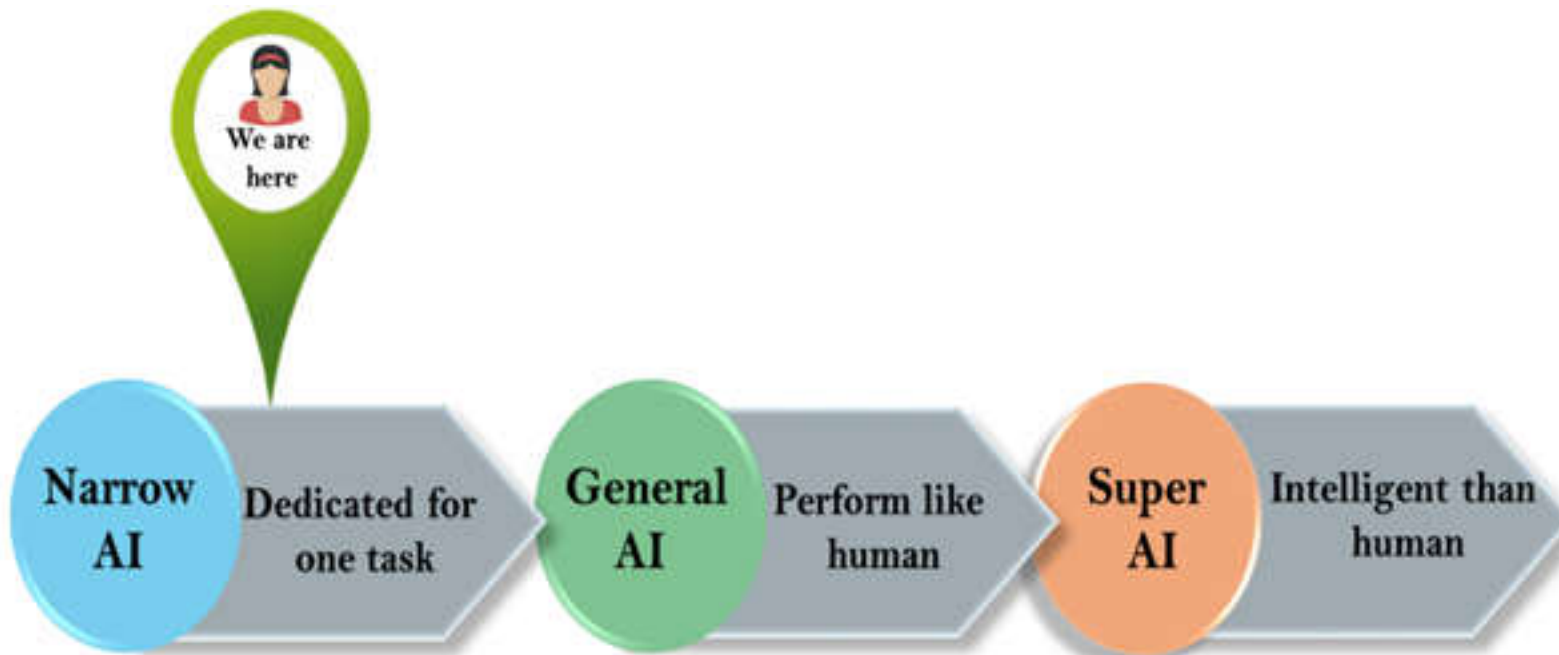 We are
here
Narrow
AI
Dedicated for
one task
General
AI
Perform like
human
Super
AI
Intelligent than
human